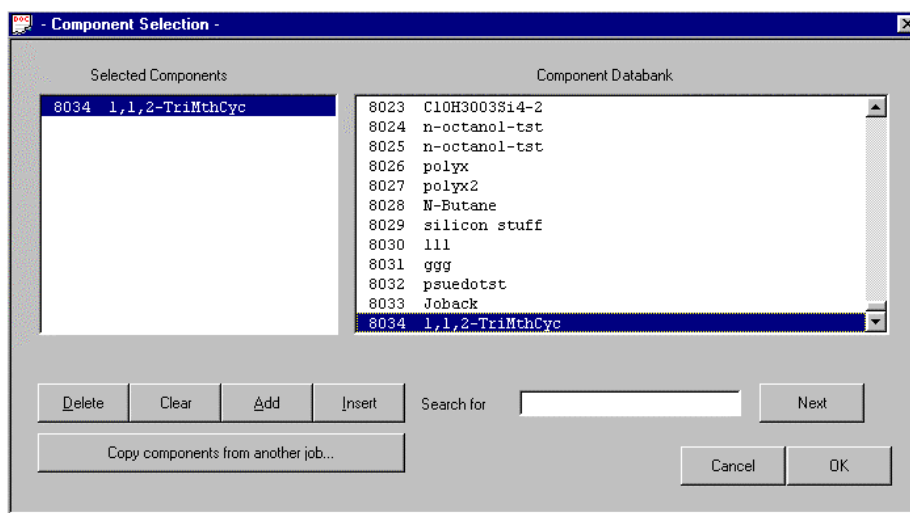 - Component Selection -
Selected Components
Component Databank
8034 1,1,2-TriMthCyc
8023 C10H30O3Si4-2
8024 n-octanol-tst
8025 n-octanol-tst
8026 polyx
8027 polyx2
8028 N-Butane
8029 silicon stuff
8030 lll
8031 ggg
8032 psuedotst
8033 Joback
8034 1,1,2-TriMthCyc
Delete Clear Add Insert Search for Next
Copy components from another job...
Cancel OK